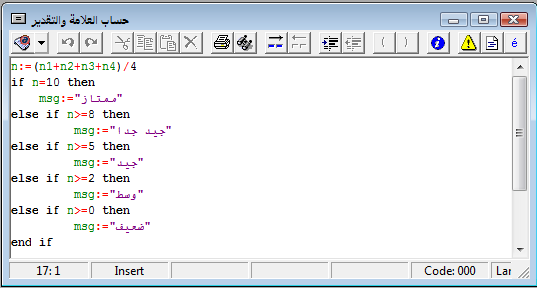 حساب العلامة والتقدير
( ) i é
n:=(n1+n2+n3+n4)/4
if n=10 then
msg:="ممتاز"
else if n>=8 then
msg:="جيد جدا"
else if n>=5 then
msg:="جيد"
else if n>=2 then
msg:="وسط"
else if n>=0 then
msg:="ضعيف"
end if
17: 1 Insert Code: 000 Lar